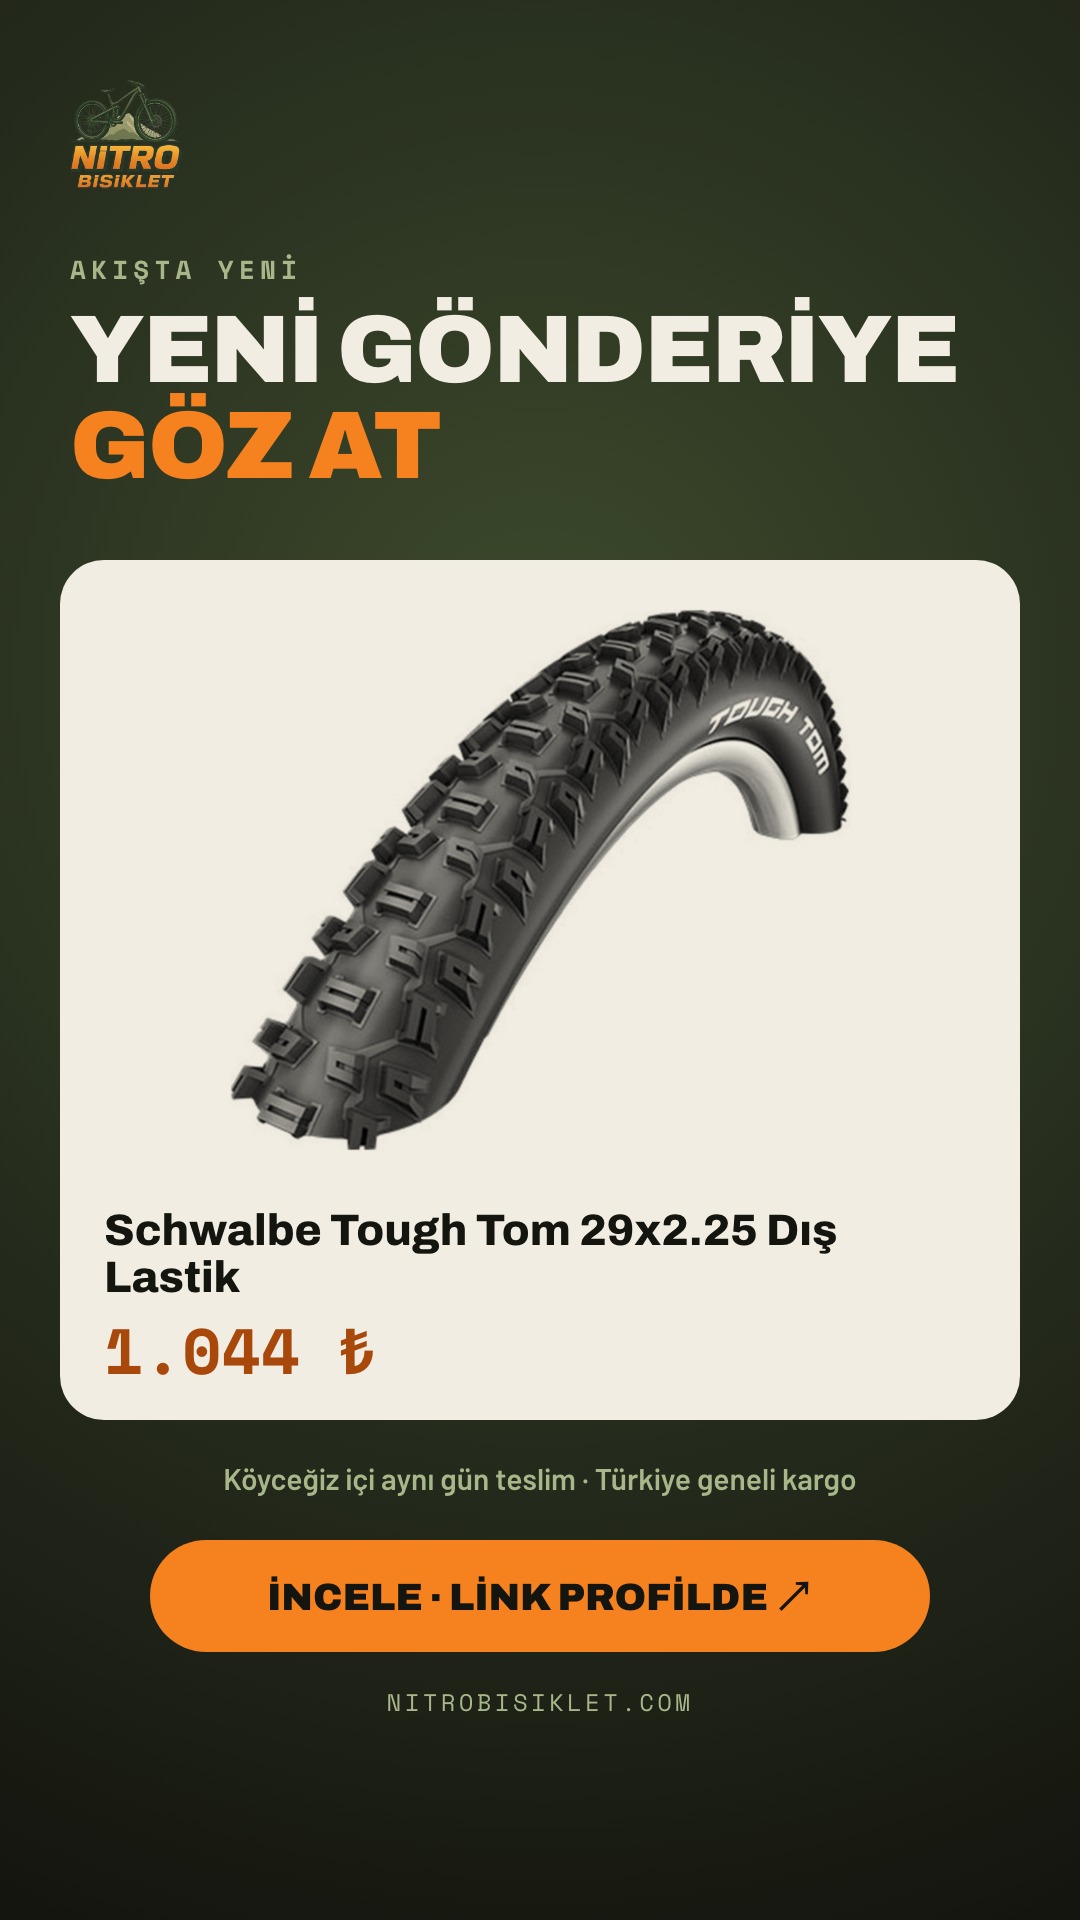 NiTRO
BiSiKLET
AKIŞTA YENİ
YENİ GÖNDERİYE
GÖZ AT
TOUGH TOM
Schwalbe Tough Tom 29x2.25 Dış
Lastik
1.044 ₺
Köyceğiz içi aynı gün teslim · Türkiye geneli kargo
İNCELE · LİNK PROFİLDE ↗
NITROBISIKLET.COM